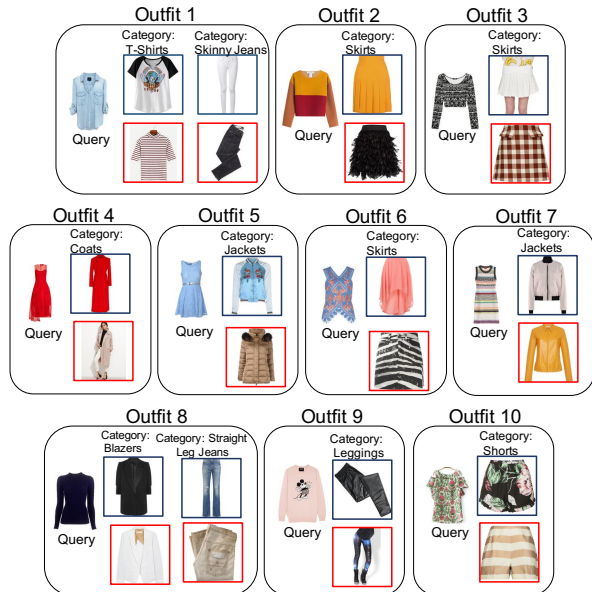 Outfit 1
Category:
T-Shirts
Category:
Skinny Jeans
Query
Outfit 2
Category:
Skirts
Query
Outfit 3
Category:
Skirts
Query
Outfit 4
Category:
Coats
Query
Outfit 5
Category:
Jackets
Query
Outfit 6
Category:
Skirts
Query
Outfit 7
Category:
Jackets
Query
Outfit 8
Category:
Blazers
Category: Straight
Leg Jeans
Query
Outfit 9
Category:
Leggings
Query
Outfit 10
Category:
Shorts
Query